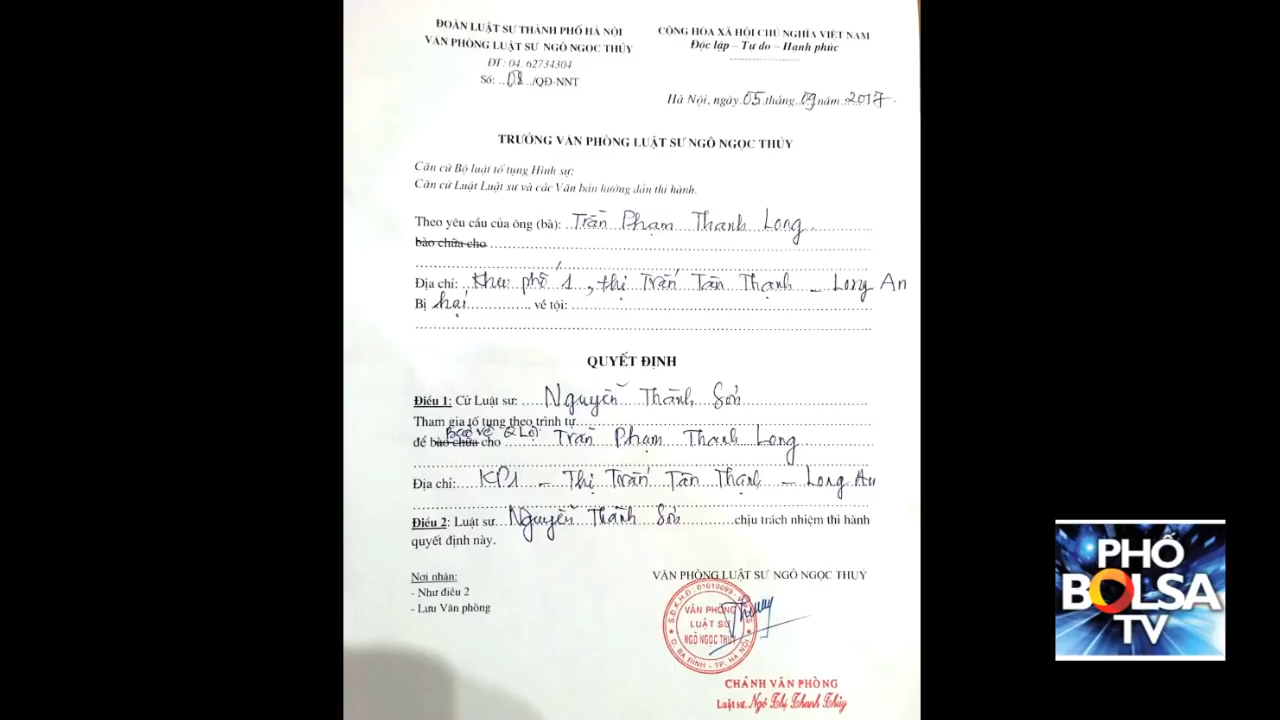 ĐOÀN LUẬT SƯ THÀNH PHỐ HÀ NỘI
VĂN PHÒNG LUẬT SƯ NGÔ NGỌC THỦY
ĐT: 04. 62734304
Số: ...08.../QĐ-NNT
CỘNG HÒA XÃ HỘI CHỦ NGHĨA VIỆT NAM
Độc lập – Tự do – Hạnh phúc
Hà Nội, ngày 05 tháng 09 năm 2017
TRƯỞNG VĂN PHÒNG LUẬT SƯ NGÔ NGỌC THỦY
Căn cứ Bộ luật tố tụng Hình sự;
Căn cứ Luật Luật sư và các Văn bản hướng dẫn thi hành.
Theo yêu cầu của ông (bà): Trần Phạm Thanh Long
bào chữa cho
Địa chỉ: Khu phố 1, thị Trấn Tân Thạnh - Long An
Bị hại về tội:
QUYẾT ĐỊNH
Điều 1: Cử Luật sư: Nguyễn Thành Sơn
Tham gia tố tụng theo trình tự
Bảo vệ Q Lợi
để bào chữa cho Trần Phạm Thanh Long
Địa chỉ: KP1 - Thị Trấn Tân Thạnh - Long An
Điều 2: Luật sư Nguyễn Thành Sơn chịu trách nhiệm thi hành
quyết định này.
Nơi nhận:
- Như điều 2
- Lưu Văn phòng
VĂN PHÒNG LUẬT SƯ NGÔ NGỌC THUỶ
VĂN PHÒNG
LUẬT SƯ
NGÔ NGỌC THUỶ
Q. BA ĐÌNH - TP. HÀ NỘI
CHÁNH VĂN PHÒNG
Luật sư. Ngô Thị Thanh Thủy
PHỐ
BOLSA
TV